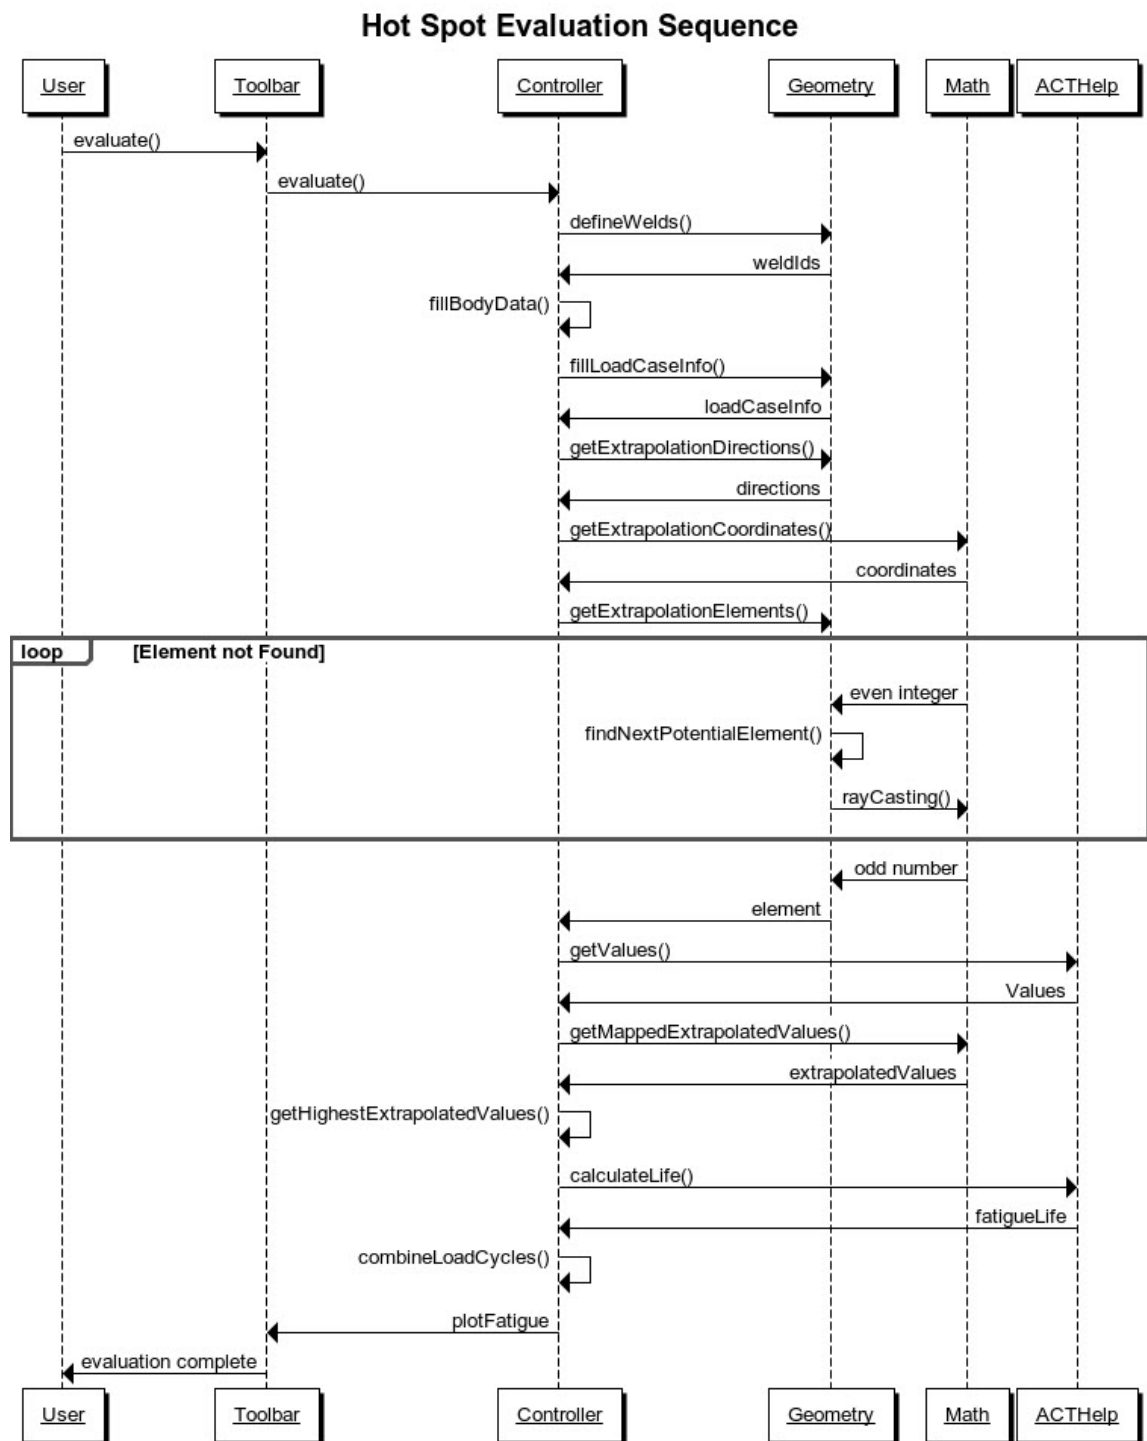 Hot Spot Evaluation Sequence
User Toolbar Controller Geometry Math ACTHelp
evaluate()
evaluate()
defineWelds()
weldIds
fillBodyData()
fillLoadCaseInfo()
loadCaseInfo
getExtrapolationDirections()
directions
getExtrapolationCoordinates()
coordinates
getExtrapolationElements()
loop [Element not Found]
even integer
findNextPotentialElement()
rayCasting()
odd number
element
getValues()
Values
getMappedExtrapolatedValues()
extrapolatedValues
getHighestExtrapolatedValues()
calculateLife()
fatigueLife
combineLoadCycles()
plotFatigue
evaluation complete
User Toolbar Controller Geometry Math ACTHelp